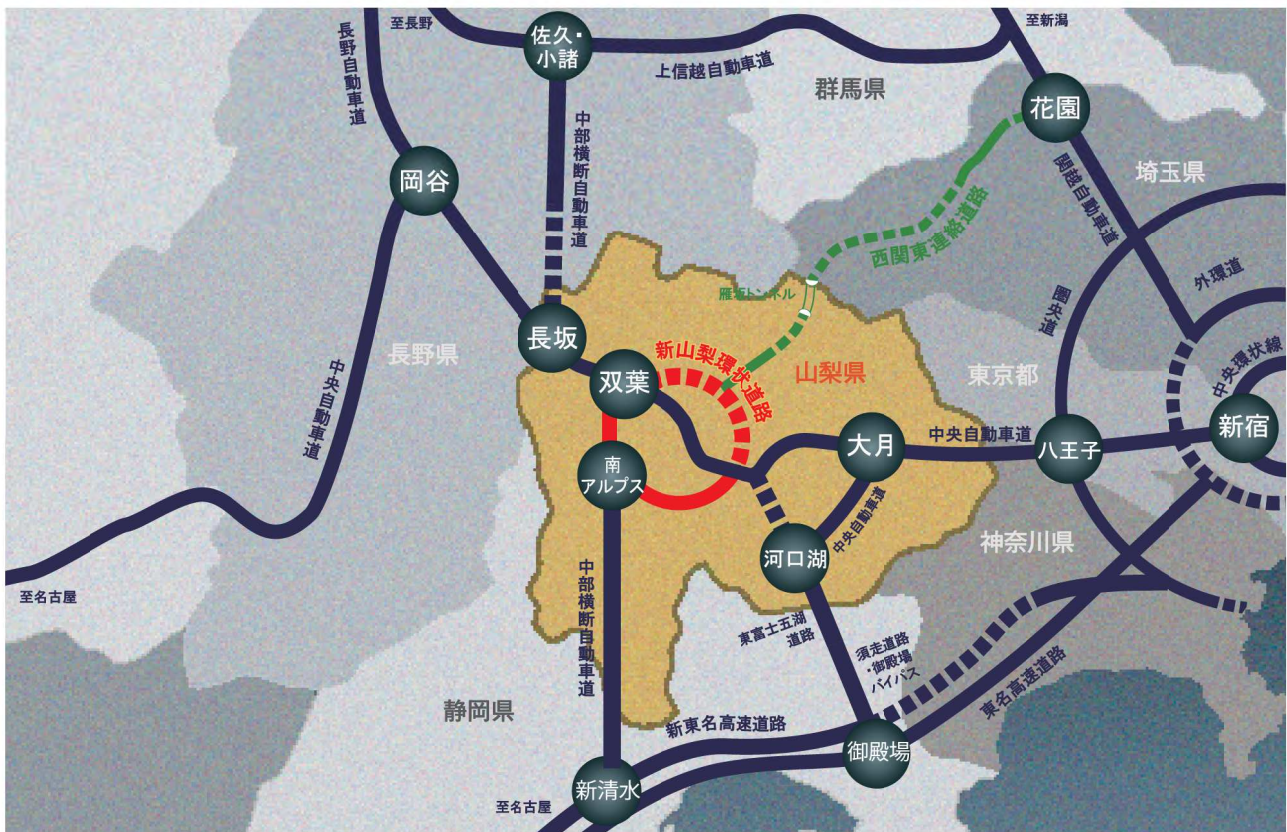 至長野
佐久・
小諸
至新潟
長野自動車道
上信越自動車道
群馬県
花園
中部横断自動車道
岡谷
関越自動車道
埼玉県
西関東連絡道路
外環道
雁坂トンネル
圏央道
長坂
長野県
新山梨環状道路
山梨県
東京都
中央環状線
双葉
中央自動車道
大月
中央自動車道
八王子
新宿
南
アルプス
中央自動車道
河口湖
神奈川県
至名古屋
中部横断自動車道
東富士五湖
道路
須走道路
・御殿場
バイパス
東名高速道路
静岡県
新東名高速道路
御殿場
新清水
至名古屋